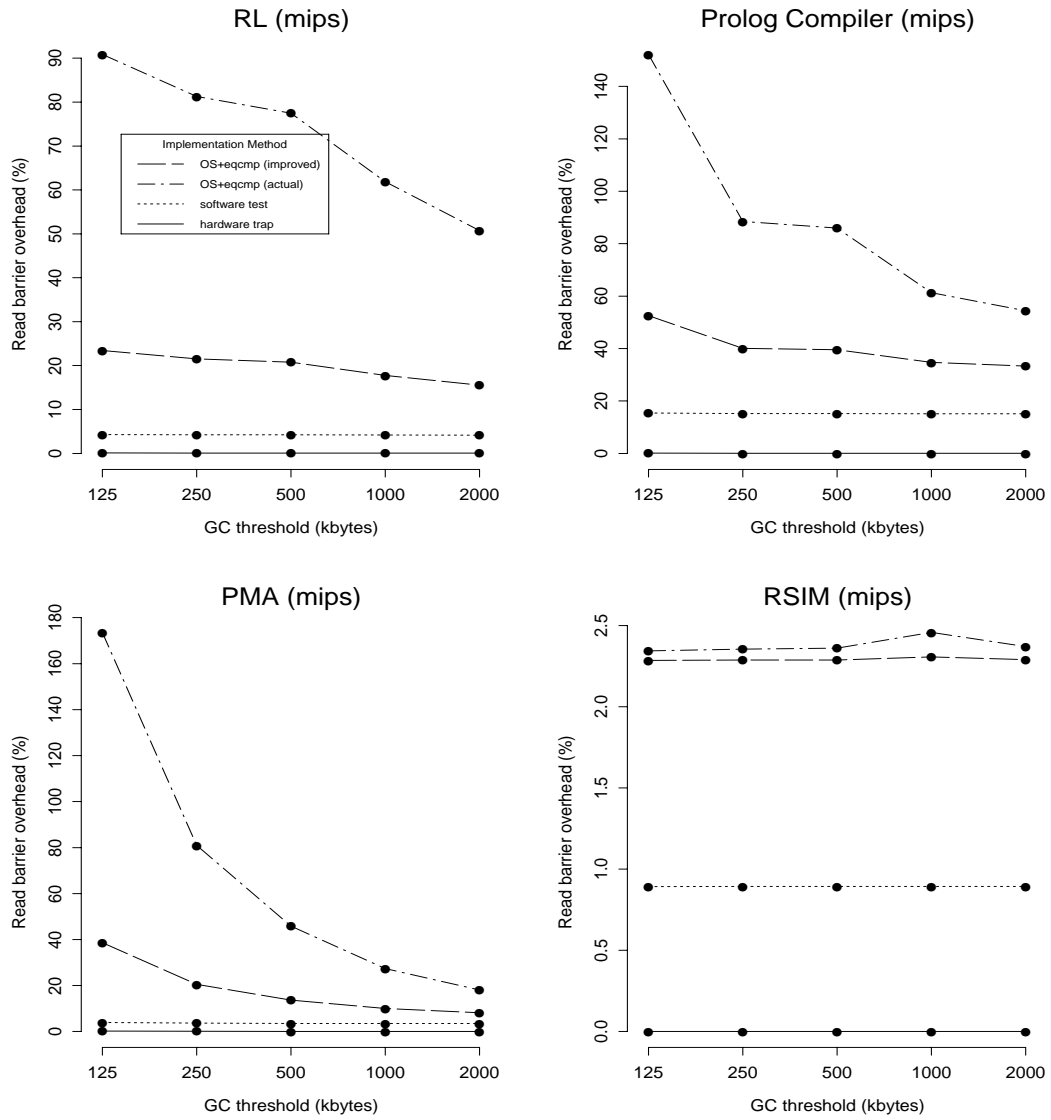 RL (mips)
Read barrier overhead (%)
0 10 20 30 40 50 60 70 80 90
Implementation Method
OS+eqcmp (improved)
OS+eqcmp (actual)
software test
hardware trap
125 250 500 1000 2000
GC threshold (kbytes)
Prolog Compiler (mips)
Read barrier overhead (%)
0 20 40 60 80 100 120 140
125 250 500 1000 2000
GC threshold (kbytes)
PMA (mips)
Read barrier overhead (%)
0 20 40 60 80 100 120 140 160 180
125 250 500 1000 2000
GC threshold (kbytes)
RSIM (mips)
Read barrier overhead (%)
0.0 0.5 1.0 1.5 2.0 2.5
125 250 500 1000 2000
GC threshold (kbytes)